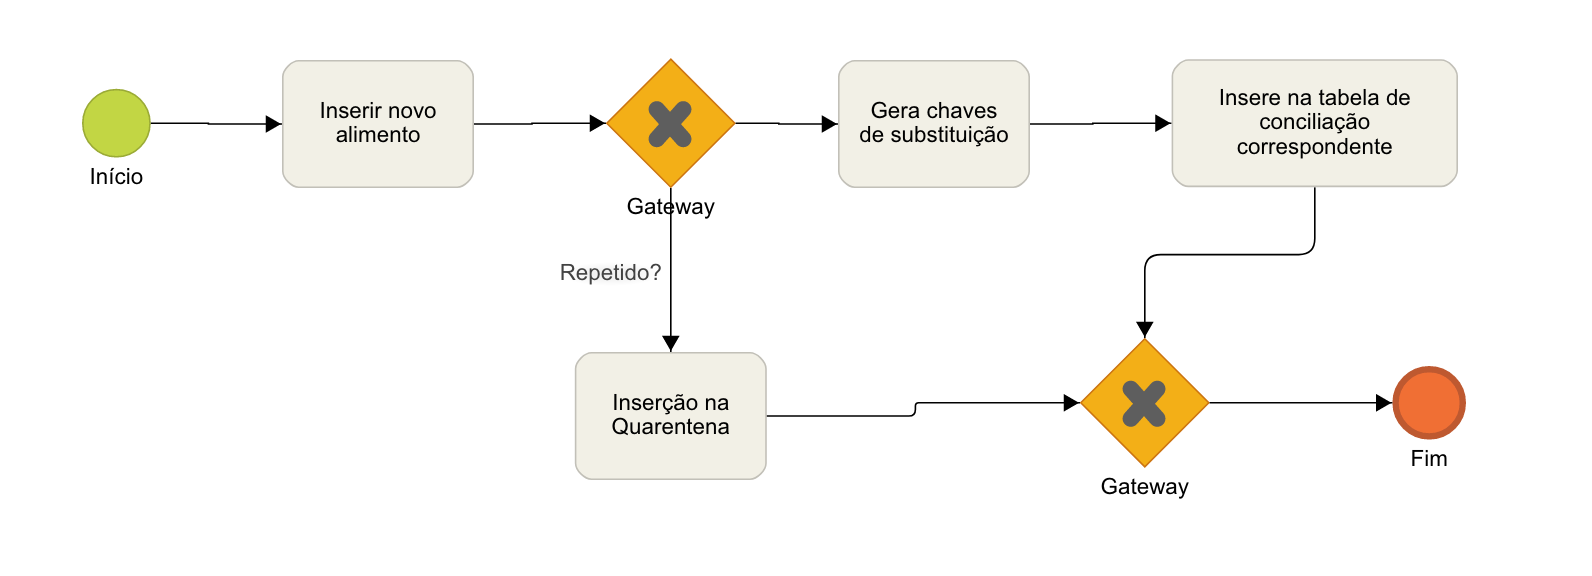 Início
Inserir novo
alimento
Gateway
Repetido?
Gera chaves
de substituição
Insere na tabela de
conciliação
correspondente
Inserção na
Quarentena
Gateway
Fim